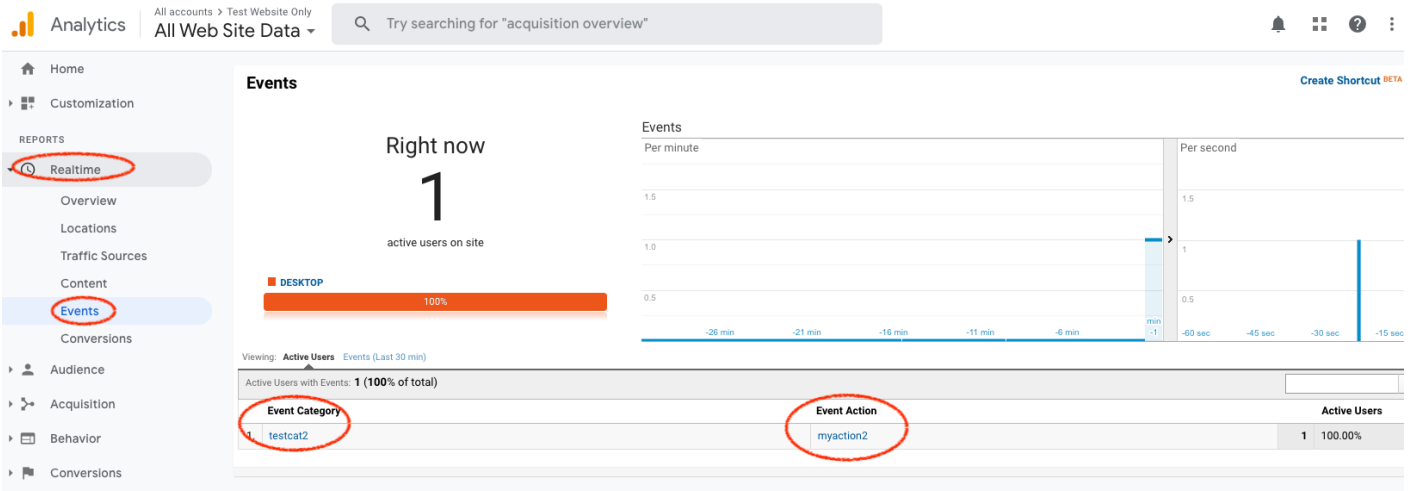 Analytics
All accounts > Test Website Only
All Web Site Data
Try searching for "acquisition overview"
Home
Customization
REPORTS
Realtime
Overview
Locations
Traffic Sources
Content
Events
Conversions
Audience
Acquisition
Behavior
Conversions
Events
Create Shortcut BETA
Right now
1
active users on site
DESKTOP
100%
Events
Per minute
1.5
1.0
0.5
-26 min
-21 min
-16 min
-11 min
-6 min
min
-1
Per second
1.5
1
0.5
-60 sec
-45 sec
-30 sec
-15 sec
Viewing: Active Users Events (Last 30 min)
Active Users with Events: 1 (100% of total)
Event Category Event Action Active Users
1. testcat2 myaction2 1 100.00%